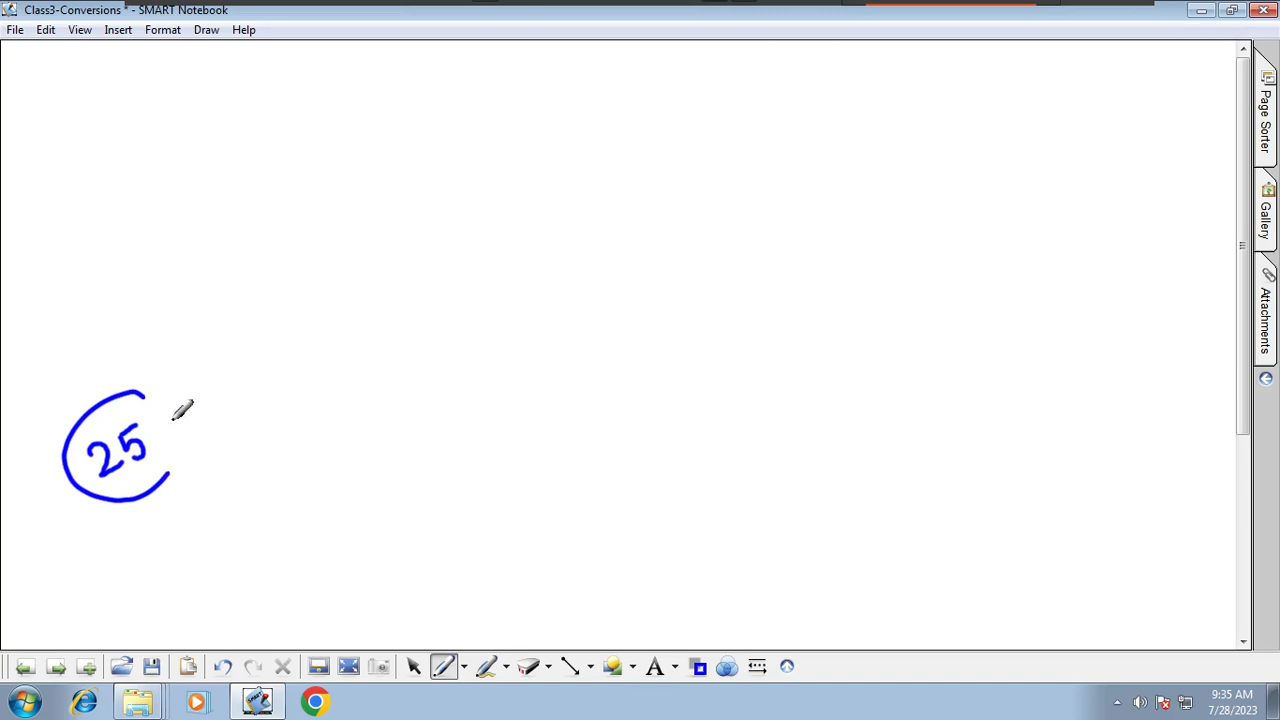 Class3-Conversions * - SMART Notebook
File Edit View Insert Format Draw Help
Page Sorter
Gallery
Attachments
25
A
9:35 AM
7/28/2023